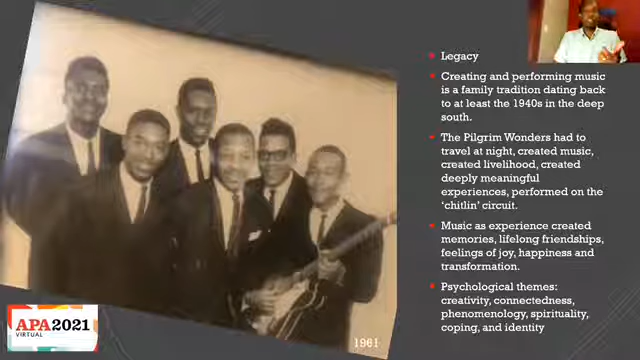 Legacy
Creating and performing music
is a family tradition dating back
to at least the 1940s in the deep
south.
The Pilgrim Wonders had to
travel at night, created music,
created livelihood, created
deeply meaningful
experiences, performed on the
'chitlin' circuit.
Music as experience created
memories, lifelong friendships,
feelings of joy, happiness and
transformation.
Psychological themes:
creativity, connectedness,
phenomenology, spirituality,
coping, and identity
1961
APA2021
VIRTUAL